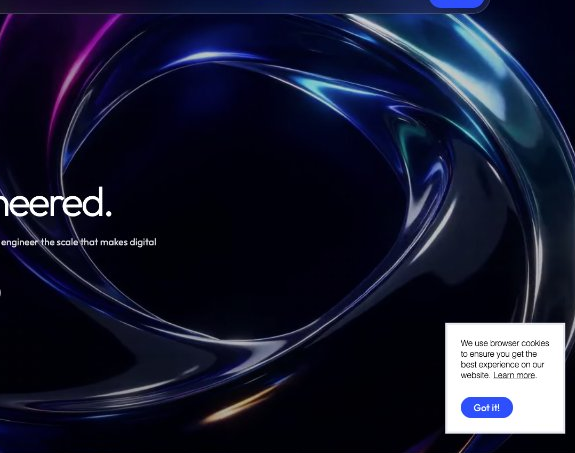 neered.
engineer the scale that makes digital
We use browser cookies
to ensure you get the
best experience on our
website. Learn more.
Got it!